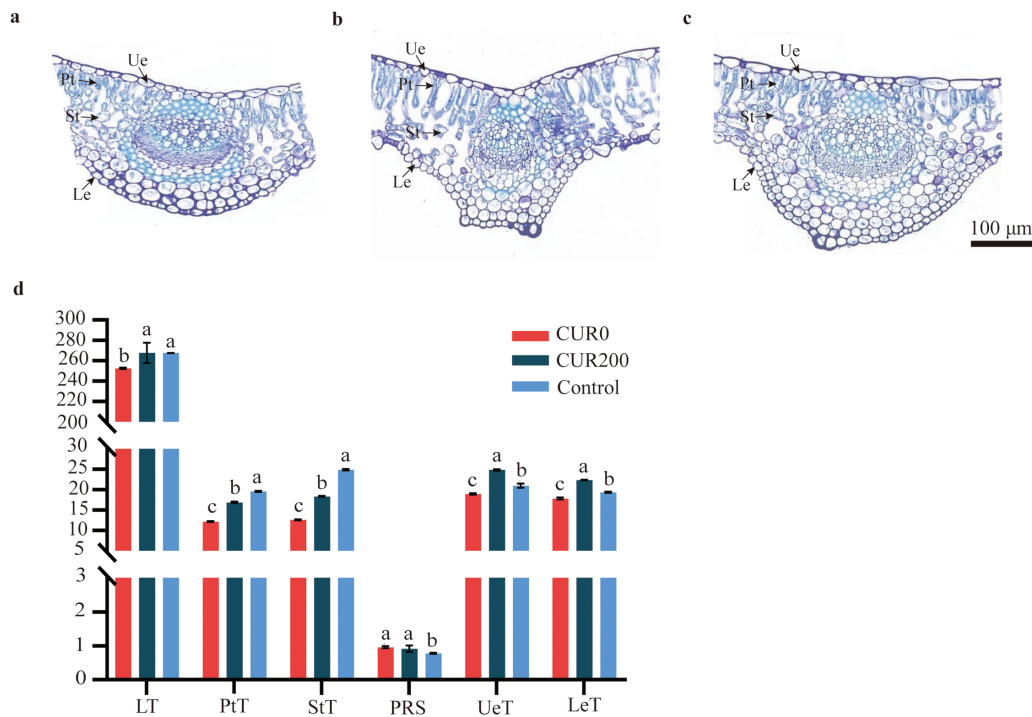 a
b
c
Ue
Pt
St
Le
Ue
Pt
St
Le
Ue
Pt
St
Le
100 μm
d
300
280
260
240
220
200
30
25
20
15
10
5
3
2
1
0
b a a
c b a
c b a
a a b
c a b
c a b
CUR0
CUR200
Control
LT PtT StT PRS UeT LeT